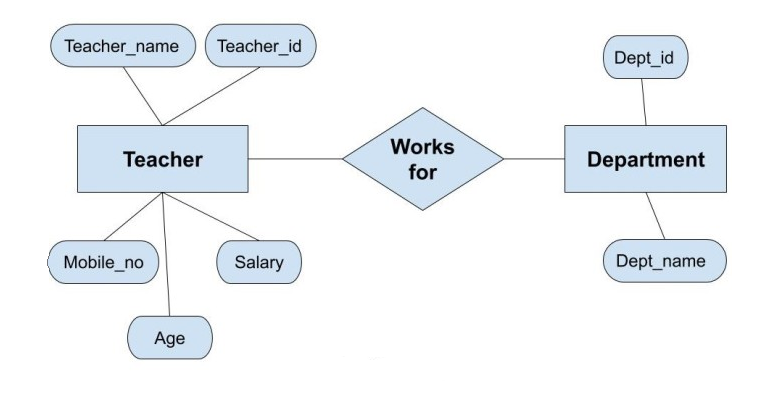 Teacher_name
Teacher_id
Dept_id
Teacher
Works
for
Department
Mobile_no
Salary
Dept_name
Age